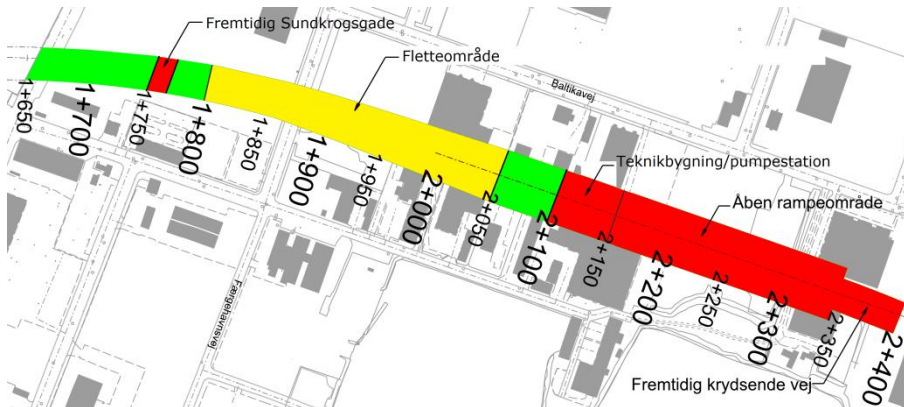 Fremtidig Sundkrogsgade
Fletteområde
Baltikavej
1+650
1+700
1+750
1+800
1+850
1+900
1+950
2+000
2+050
2+100
2+150
2+200
2+250
2+300
2+350
2+400
Teknikbygning/pumpestation
Åben rampeområde
Færgehavnsvej
Fremtidig krydsende vej